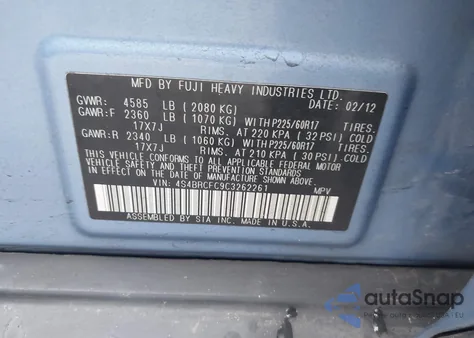 MFD BY FUJI HEAVY INDUSTRIES LTD.
DATE: 02/12
GVWR: 4585 LB ( 2080 KG)
GAWR:F 2360 LB ( 1070 KG) WITH P225/60R17 TIRES.
17X7J RIMS. AT 220 KPA ( 32 PSI) COLD
GAWR:R 2340 LB ( 1060 KG) WITH P225/60R17 TIRES.
17X7J RIMS. AT 210 KPA ( 30 PSI) COLD
THIS VEHICLE CONFORMS TO ALL APPLICABLE FEDERAL MOTOR
VEHICLE SAFETY, BUMPER, AND THEFT PREVENTION STANDARDS
IN EFFECT ON THE DATE OF MANUFACTURE SHOWN ABOVE.
VIN: 4S4BRCFC9C3262261 MPV
ASSEMBLED BY SIA INC. MADE IN U.S.A.
autoSnap